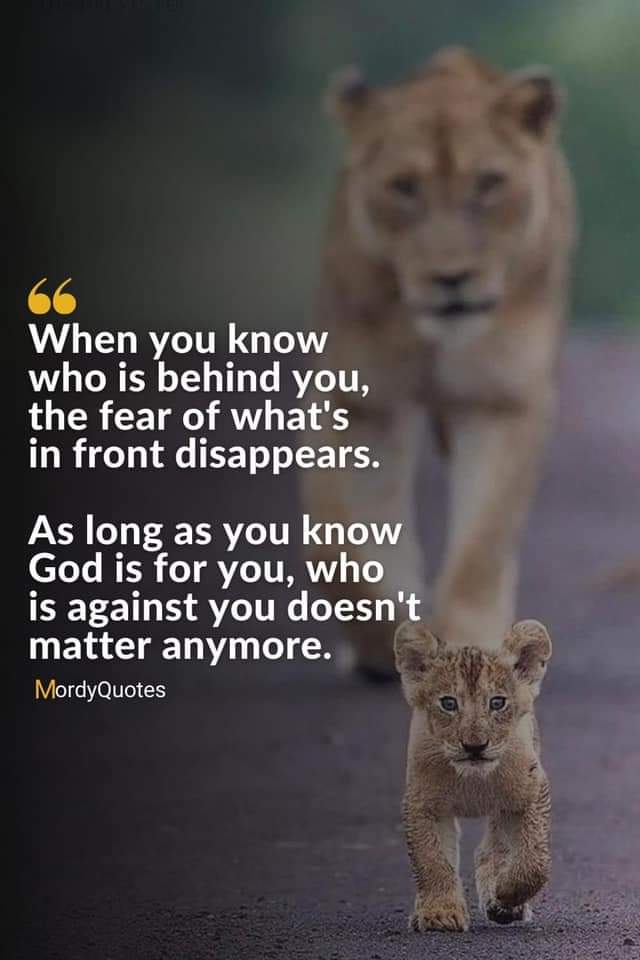 When you know
who is behind you,
the fear of what's
in front disappears.
As long as you know
God is for you, who
is against you doesn't
matter anymore.
MordyQuotes